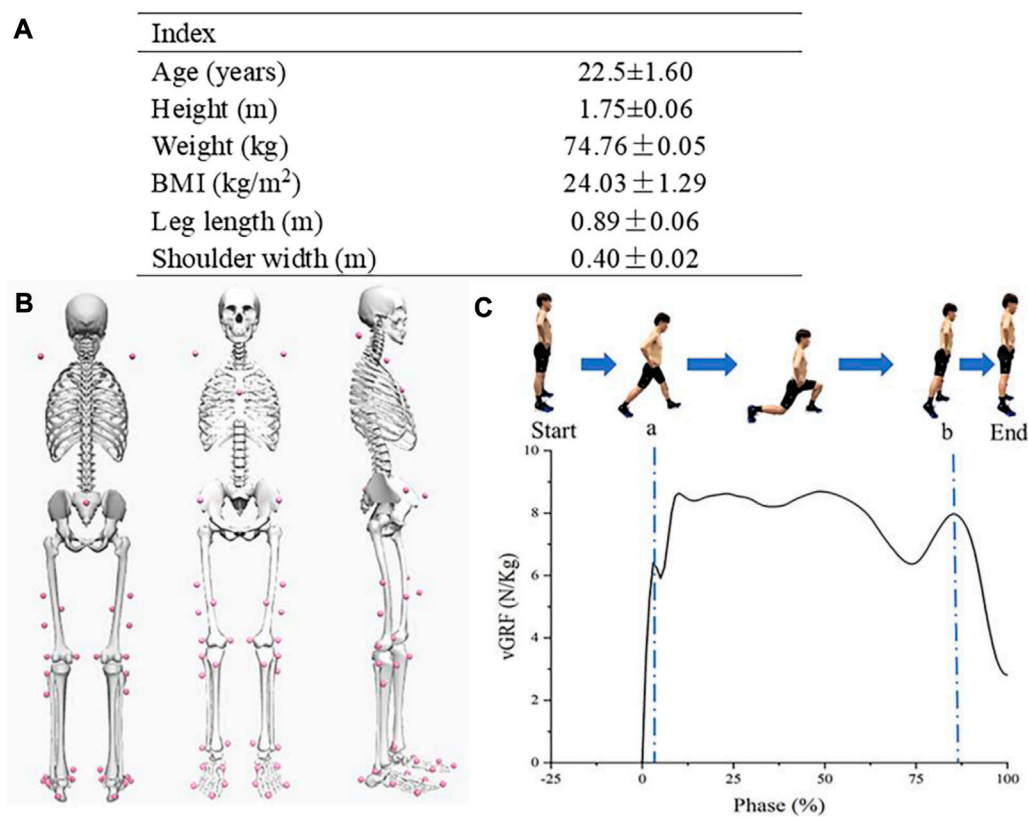 A
Index
Age (years) 22.5±1.60
Height (m) 1.75±0.06
Weight (kg) 74.76±0.05
BMI (kg/m²) 24.03±1.29
Leg length (m) 0.89±0.06
Shoulder width (m) 0.40±0.02
B
C
Start a b End
10
8
6
4
2
0
vGRF (N/Kg)
-25 0 25 50 75 100
Phase (%)